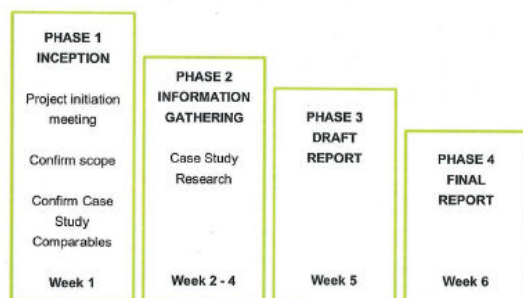 PHASE 1
INCEPTION
Project initiation
meeting
Confirm scope
Confirm Case
Study
Comparables
Week 1
PHASE 2
INFORMATION
GATHERING
Case Study
Research
Week 2 - 4
PHASE 3
DRAFT
REPORT
Week 5
PHASE 4
FINAL
REPORT
Week 6